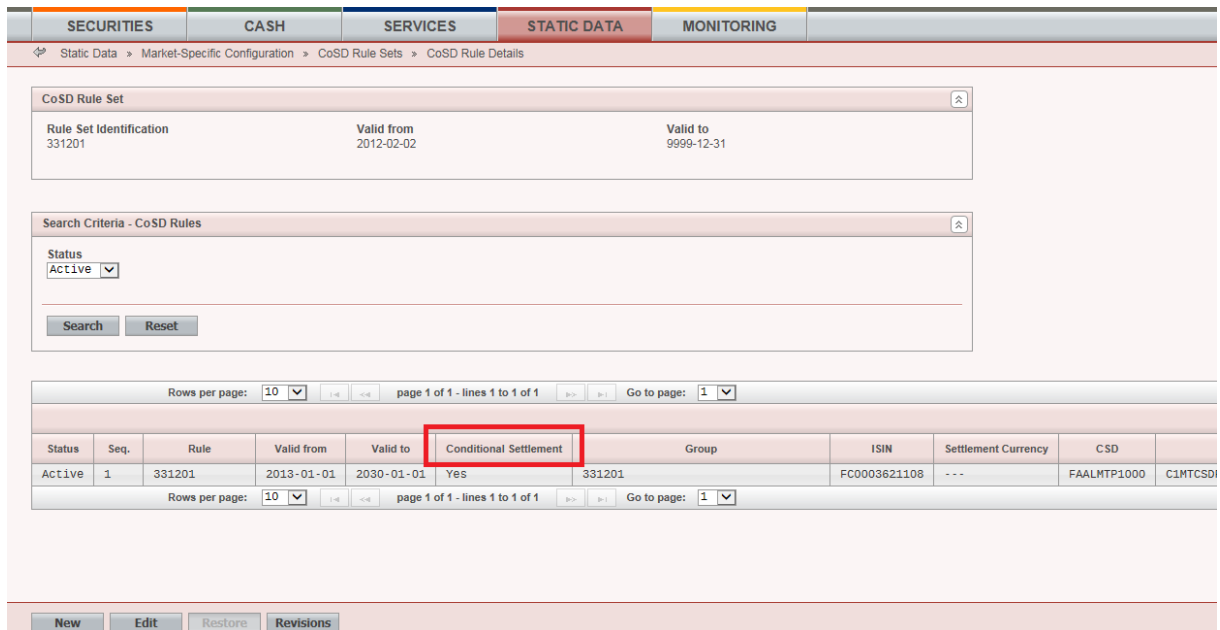 SECURITIES CASH SERVICES STATIC DATA MONITORING
Static Data » Market-Specific Configuration » CoSD Rule Sets » CoSD Rule Details
CoSD Rule Set
Rule Set Identification Valid from Valid to
331201 2012-02-02 9999-12-31
Search Criteria - CoSD Rules
Status
Active
Search Reset
Rows per page: 10 page 1 of 1 - lines 1 to 1 of 1 Go to page: 1
Status Seq. Rule Valid from Valid to Conditional Settlement Group ISIN Settlement Currency CSD
Active 1 331201 2013-01-01 2030-01-01 Yes 331201 FC0003621108 --- FAALMTP1000 C1MTCSD
Rows per page: 10 page 1 of 1 - lines 1 to 1 of 1 Go to page: 1
New Edit Restore Revisions